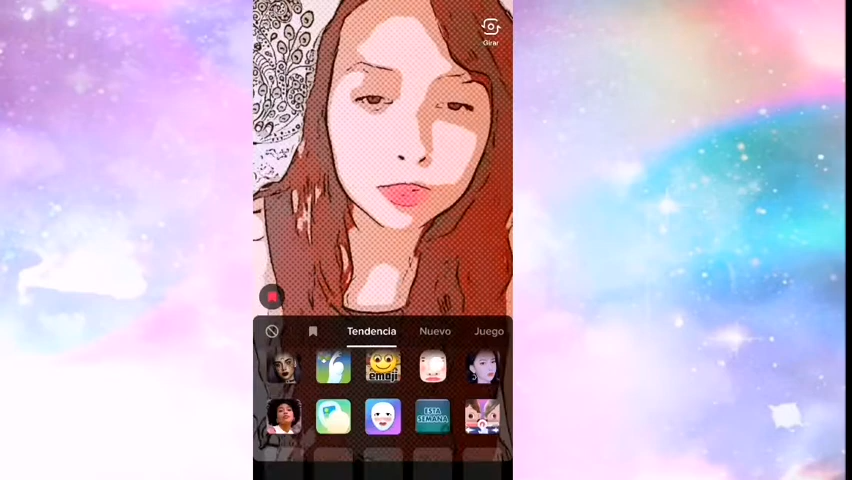 Girar
Tendencia Nuevo Juego
emoji
ESTA
SEMANA